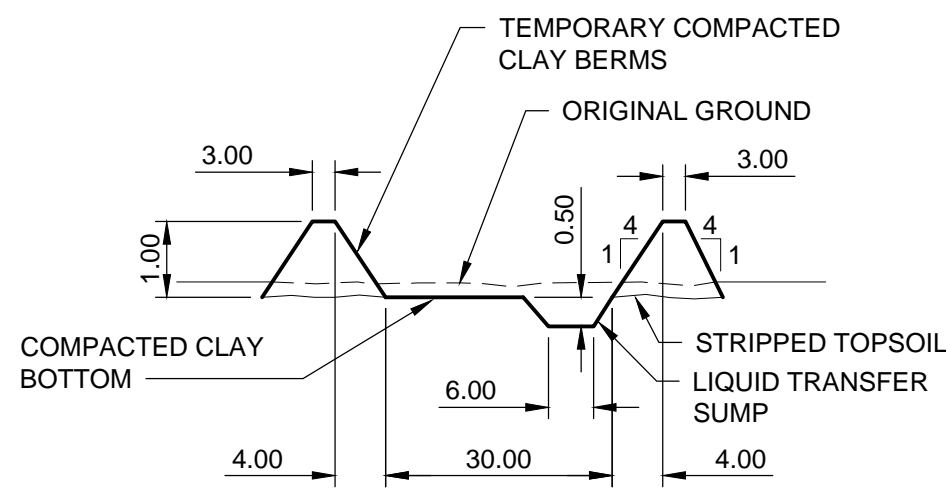 TEMPORARY COMPACTED
CLAY BERMS
ORIGINAL GROUND
3.00
3.00
1.00
0.50
4
1
4
1
COMPACTED CLAY
BOTTOM
STRIPPED TOPSOIL
LIQUID TRANSFER
SUMP
6.00
4.00
30.00
4.00